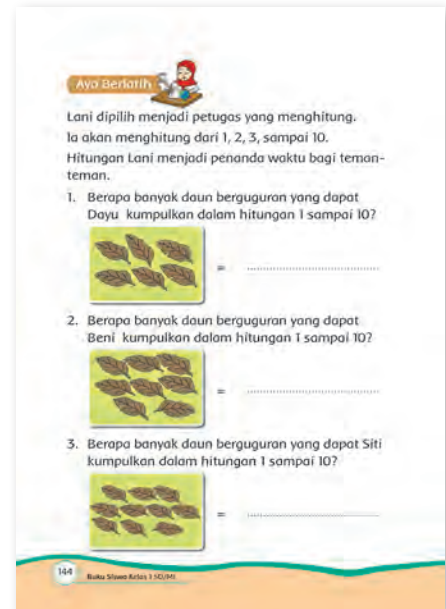 Ayo Berlatih
Lani dipilih menjadi petugas yang menghitung.
Ia akan menghitung dari 1, 2, 3, sampai 10.
Hitungan Lani menjadi penanda waktu bagi teman-
teman.
1. Berapa banyak daun berguguran yang dapat
Dayu kumpulkan dalam hitungan 1 sampai 10?
= ........................................
2. Berapa banyak daun berguguran yang dapat
Beni kumpulkan dalam hitungan 1 sampai 10?
= ........................................
3. Berapa banyak daun berguguran yang dapat Siti
kumpulkan dalam hitungan 1 sampai 10?
= ........................................
144 Buku Siswa Kelas 1 SD/MI